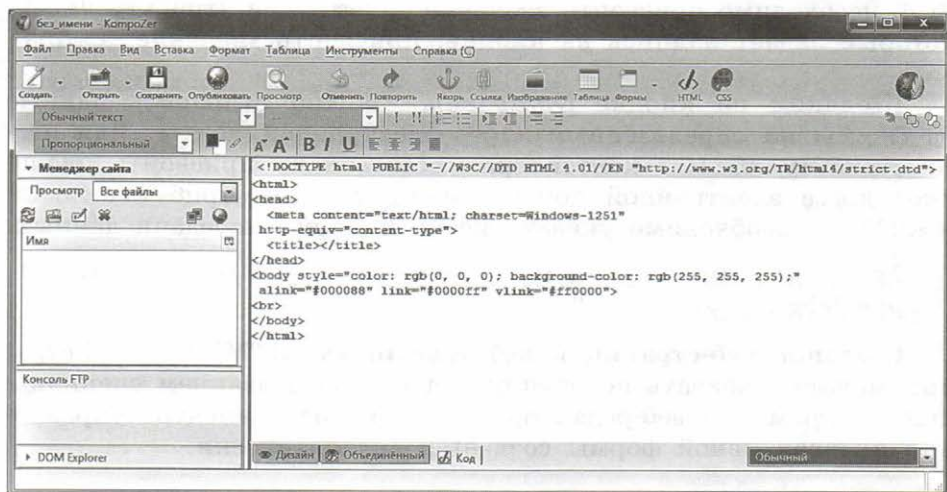 без_имени - KompoZer
Файл Правка Вид Вставка Формат Таблица Инструменты Справка (C)
Создать Открыть Сохранить Опубликовать Просмотр Отменить Повторить Якорь Ссылка Изображение Таблица Формы HTML CSS
Обычный текст
Пропорциональный A A B I U
Менеджер сайта
Просмотр Все файлы
Имя
Консоль FTP
DOM Explorer
<!DOCTYPE html PUBLIC "-//W3C//DTD HTML 4.01//EN "http://www.w3.org/TR/html4/strict.dtd">
<html>
<head>
<meta content="text/html; charset=Windows-1251"
http-equiv="content-type">
<title></title>
</head>
<body style="color: rgb(0, 0, 0); background-color: rgb(255, 255, 255);"
alink="#000088" link="#0000ff" vlink="#ff0000">
<br>
</body>
</html>
Дизайн Объединённый Код Обычный